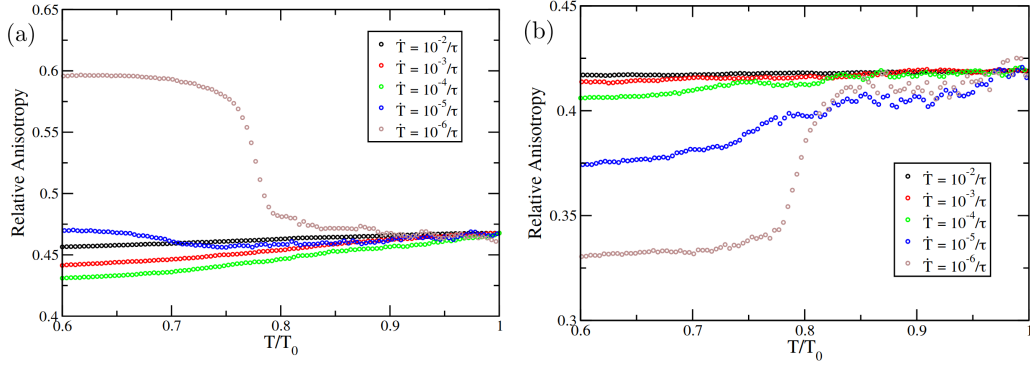 (a)
0.65
0.6
0.55
0.5
0.45
0.4
Relative Anisotropy
Ṫ = 10⁻²/τ
Ṫ = 10⁻³/τ
Ṫ = 10⁻⁴/τ
Ṫ = 10⁻⁵/τ
Ṫ = 10⁻⁶/τ
0.6 0.7 0.8 0.9 1
T/T₀
(b)
0.45
0.4
0.35
0.3
Relative Anisotropy
Ṫ = 10⁻²/τ
Ṫ = 10⁻³/τ
Ṫ = 10⁻⁴/τ
Ṫ = 10⁻⁵/τ
Ṫ = 10⁻⁶/τ
0.6 0.7 0.8 0.9 1
T/T₀